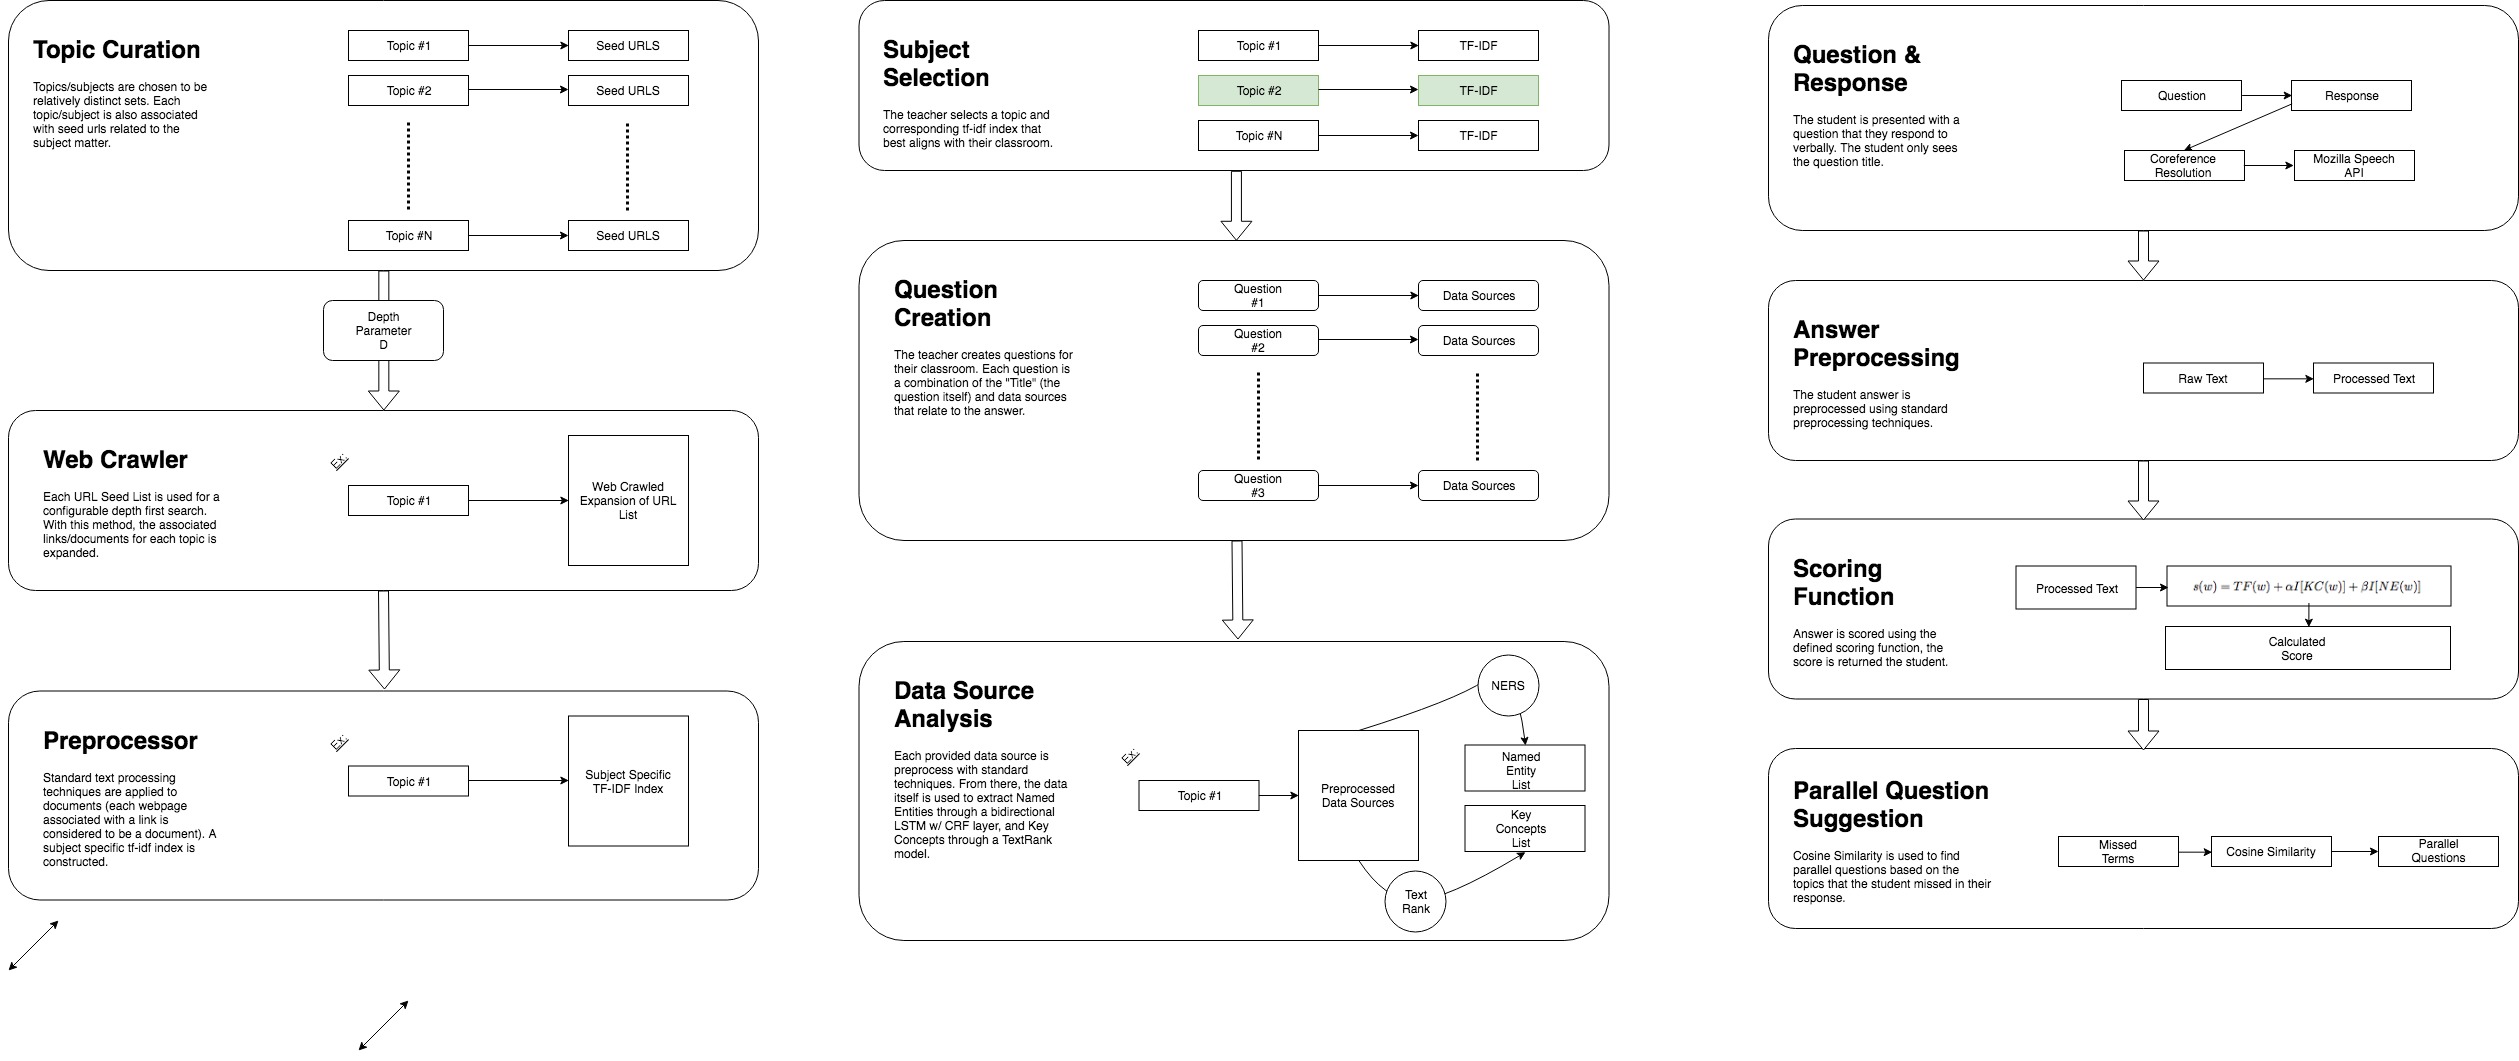 Topic Curation
Topics/subjects are chosen to be
relatively distinct sets. Each
topic/subject is also associated
with seed urls related to the
subject matter.
Topic #1
Seed URLS
Topic #2
Seed URLS
Topic #N
Seed URLS
Depth
Parameter
D
Web Crawler
Each URL Seed List is used for a
configurable depth first search.
With this method, the associated
links/documents for each topic is
expanded.
Ex:
Topic #1
Web Crawled
Expansion of URL
List
Preprocessor
Standard text processing
techniques are applied to
documents (each webpage
associated with a link is
considered to be a document). A
subject specific tf-idf index is
constructed.
Ex:
Topic #1
Subject Specific
TF-IDF Index
Subject
Selection
The teacher selects a topic and
corresponding tf-idf index that
best aligns with their classroom.
Topic #1
TF-IDF
Topic #2
TF-IDF
Topic #N
TF-IDF
Question
Creation
The teacher creates questions for
their classroom. Each question is
a combination of the "Title" (the
question itself) and data sources
that relate to the answer.
Question
#1
Data Sources
Question
#2
Data Sources
Question
#3
Data Sources
Data Source
Analysis
Each provided data source is
preprocess with standard
techniques. From there, the data
itself is used to extract Named
Entities through a bidirectional
LSTM w/ CRF layer, and Key
Concepts through a TextRank
model.
Ex:
Topic #1
Preprocessed
Data Sources
NERS
Named
Entity
List
Key
Concepts
List
Text
Rank
Question &
Response
The student is presented with a
question that they respond to
verbally. The student only sees
the question title.
Question
Response
Coreference
Resolution
Mozilla Speech
API
Answer
Preprocessing
The student answer is
preprocessed using standard
preprocessing techniques.
Raw Text
Processed Text
Scoring
Function
Answer is scored using the
defined scoring function, the
score is returned the student.
Processed Text
s(w) = TF(w) + αI[KC(w)] + βI[NE(w)]
Calculated
Score
Parallel Question
Suggestion
Cosine Similarity is used to find
parallel questions based on the
topics that the student missed in their
response.
Missed
Terms
Cosine Similarity
Parallel
Questions